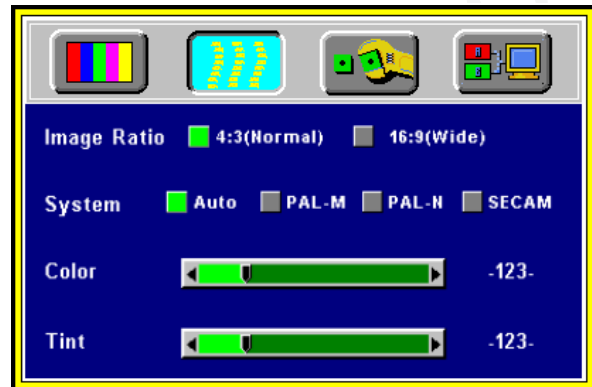 Image Ratio 4:3(Normal) 16:9(Wide)
System Auto PAL-M PAL-N SECAM
Color -123-
Tint -123-